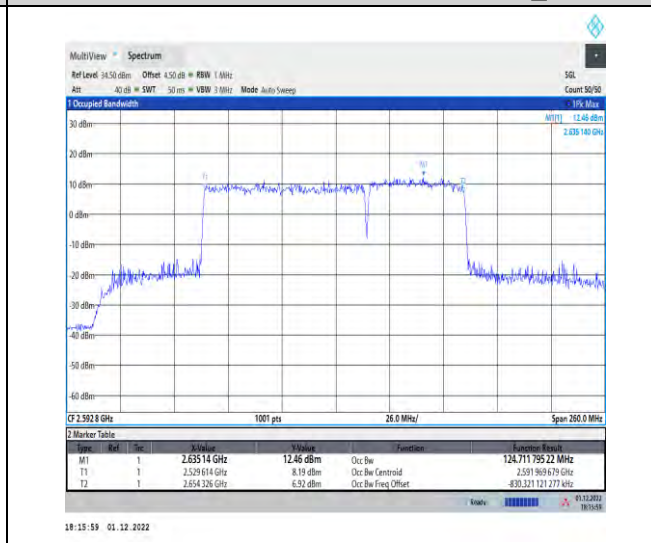 MultiView Spectrum
Ref Level 34.50 dBm Offset 4.50 dB RBW 1 MHz SGL
Att 40 dB SWT 50 ms VBW 3 MHz Mode Auto Sweep Count 50/50
1 Occupied Bandwidth 1Pk Max
M1[1] 12.46 dBm
2.635 140 GHz
30 dBm
20 dBm
10 dBm
0 dBm
-10 dBm
-20 dBm
-30 dBm
-40 dBm
-50 dBm
-60 dBm
T1 M1 T2
CF 2.592 8 GHz 1001 pts 26.0 MHz/ Span 260.0 MHz
2 Marker Table
Type Ref Trc X-Value Y-Value Function Function Result
M1 1 2.635 14 GHz 12.46 dBm Occ Bw 124.711 795 22 MHz
T1 1 2.529 614 GHz 8.19 dBm Occ Bw Centroid 2.591 969 679 GHz
T2 1 2.654 326 GHz 6.92 dBm Occ Bw Freq Offset -830.321 121 277 kHz
Ready 01.12.2022
18:15:59
18:15:59 01.12.2022